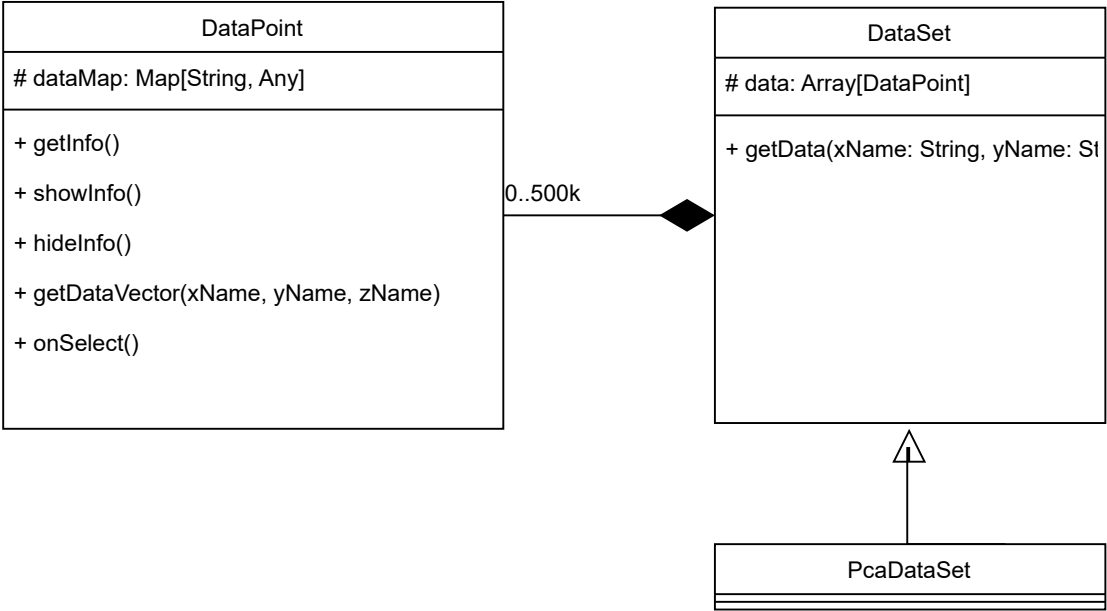 DataPoint
# dataMap: Map[String, Any]
+ getInfo()
+ showInfo()
+ hideInfo()
+ getDataVector(xName, yName, zName)
+ onSelect()
0..500k
DataSet
# data: Array[DataPoint]
+ getData(xName: String, yName: St
PcaDataSet